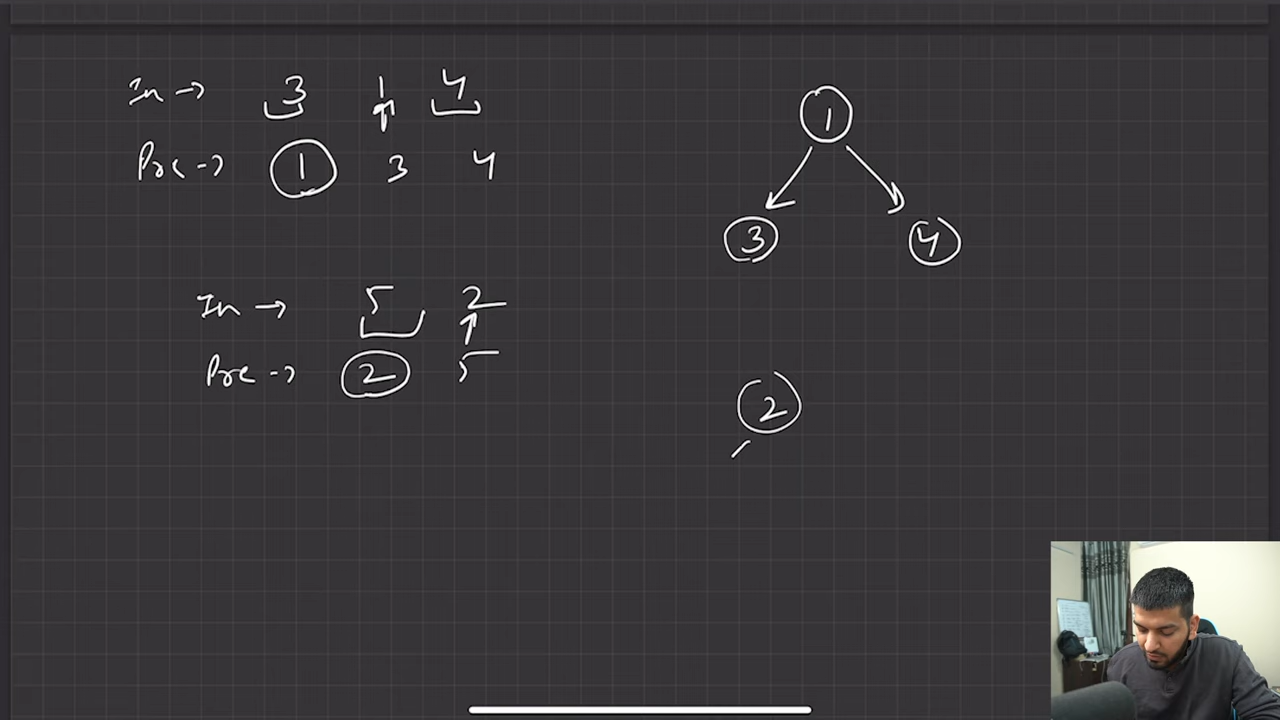 In → 3 1 4
Pre → 1 3 4
1
3 4
In → 5 2
Pre → 2 5
2